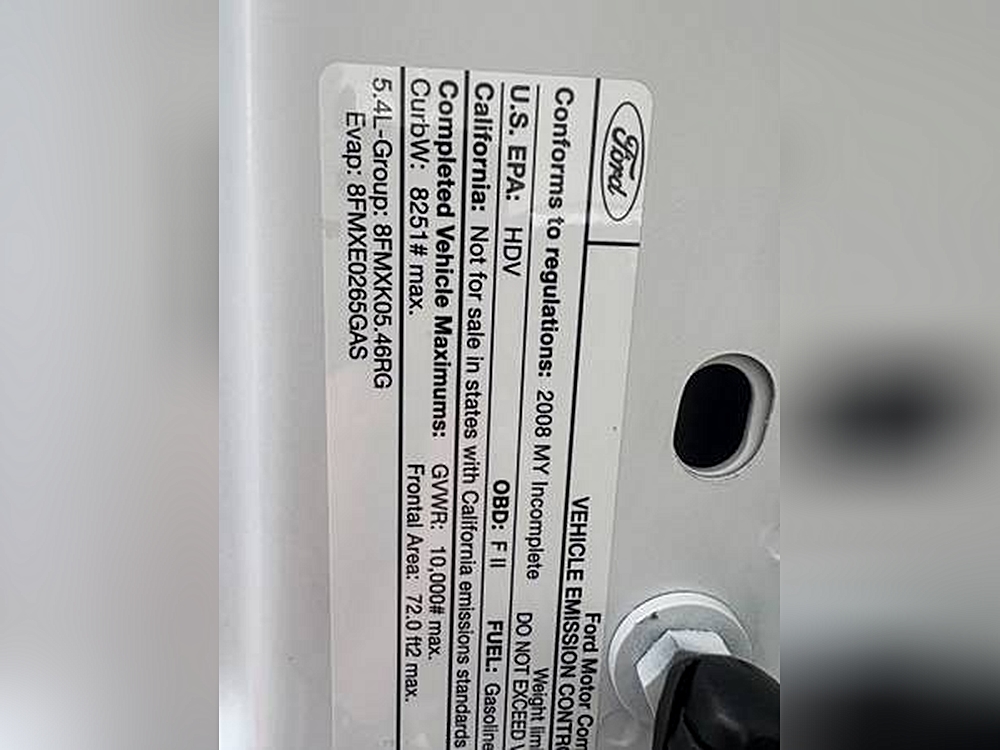 Ford
Ford Motor Com
VEHICLE EMISSION CONTRO
Conforms to regulations: 2008 MY Incomplete Weight limi
DO NOT EXCEED
U.S. EPA: HDV OBD: F II FUEL: Gasoline
California: Not for sale in states with California emissions standards
Completed Vehicle Maximums: GVWR: 10,000# max.
CurbW: 8251# max. Frontal Area: 72.0 ft2 max.
5.4L-Group: 8FMXK05.46RG
Evap: 8FMXE0265GAS